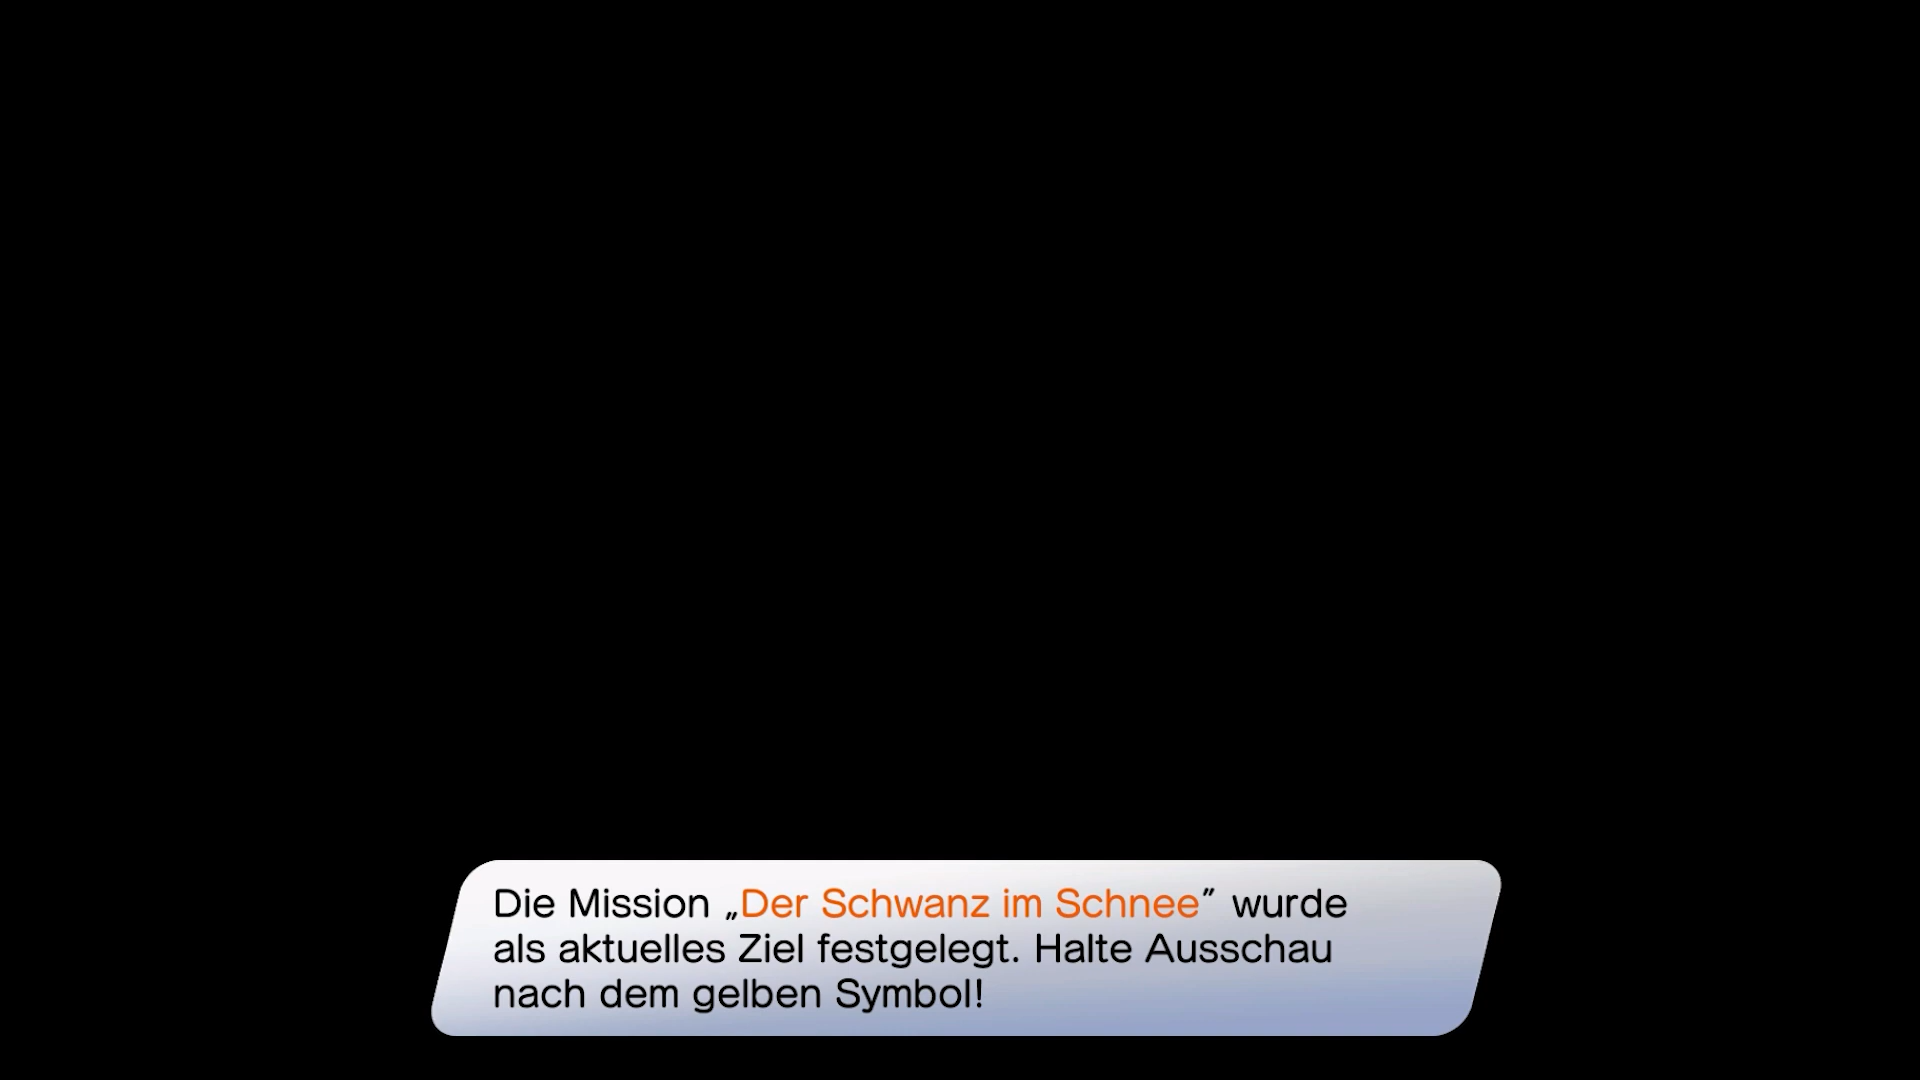 Die Mission „Der Schwanz im Schnee” wurde
als aktuelles Ziel festgelegt. Halte Ausschau
nach dem gelben Symbol!